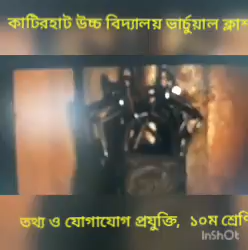 কাটিরহাট উচ্চ বিদ্যালয় ভার্চুয়াল ক্লাশ
তথ্য ও যোগাযোগ প্রযুক্তি, ১০ম শ্রেণি
InShOt